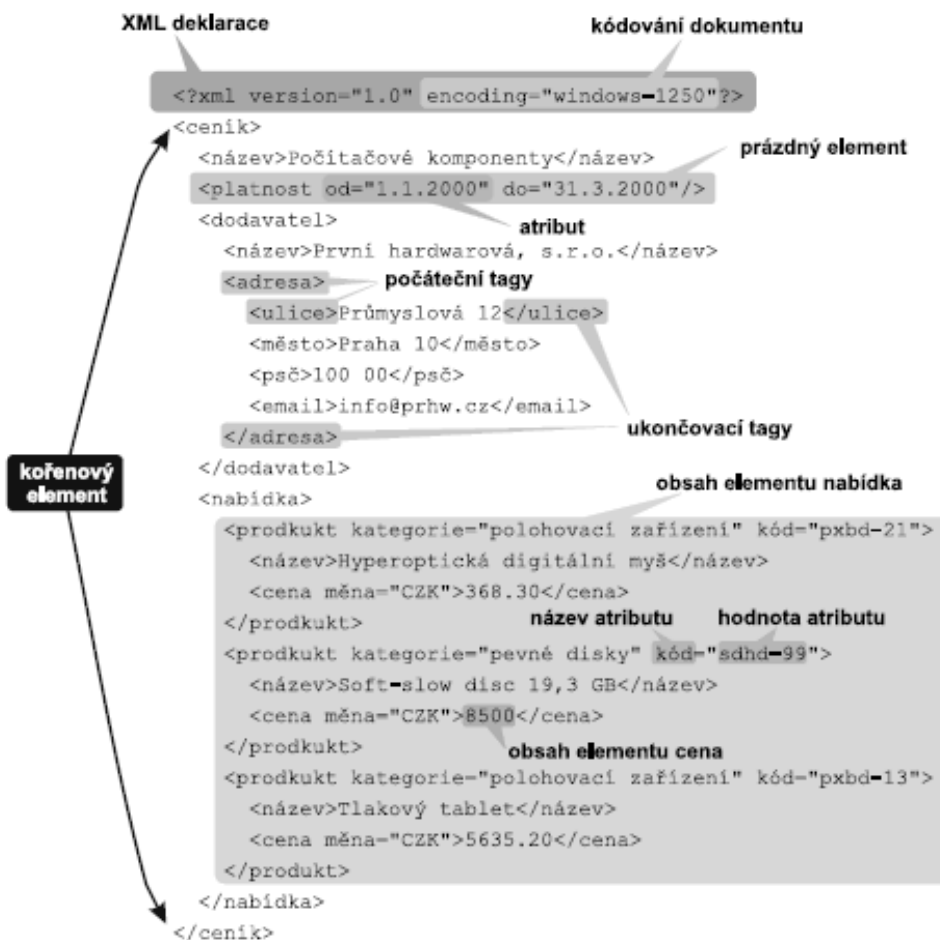 XML deklarace
kódování dokumentu
<?xml version="1.0" encoding="windows-1250"?>
<ceník>
<název>Počítačové komponenty</název>
prázdný element
<platnost od="1.1.2000" do="31.3.2000"/>
<dodavatel>
atribut
<název>První hardwarová, s.r.o.</název>
<adresa>
počáteční tagy
<ulice>Průmyslová 12</ulice>
<město>Praha 10</město>
<psč>100 00</psč>
<email>info@prhw.cz</email>
</adresa>
ukončovací tagy
kořenový
element
</dodavatel>
<nabídka>
obsah elementu nabídka
<prodkukt kategorie="polohovací zařízení" kód="pxbd-21">
<název>Hyperoptická digitální myš</název>
<cena měna="CZK">368.30</cena>
</prodkukt>
název atributu
hodnota atributu
<prodkukt kategorie="pevné disky" kód="sdhd-99">
<název>Soft-slow disc 19,3 GB</název>
<cena měna="CZK">8500</cena>
</prodkukt>
obsah elementu cena
<prodkukt kategorie="polohovací zařízení" kód="pxbd-13">
<název>Tlakový tablet</název>
<cena měna="CZK">5635.20</cena>
</produkt>
</nabídka>
</ceník>